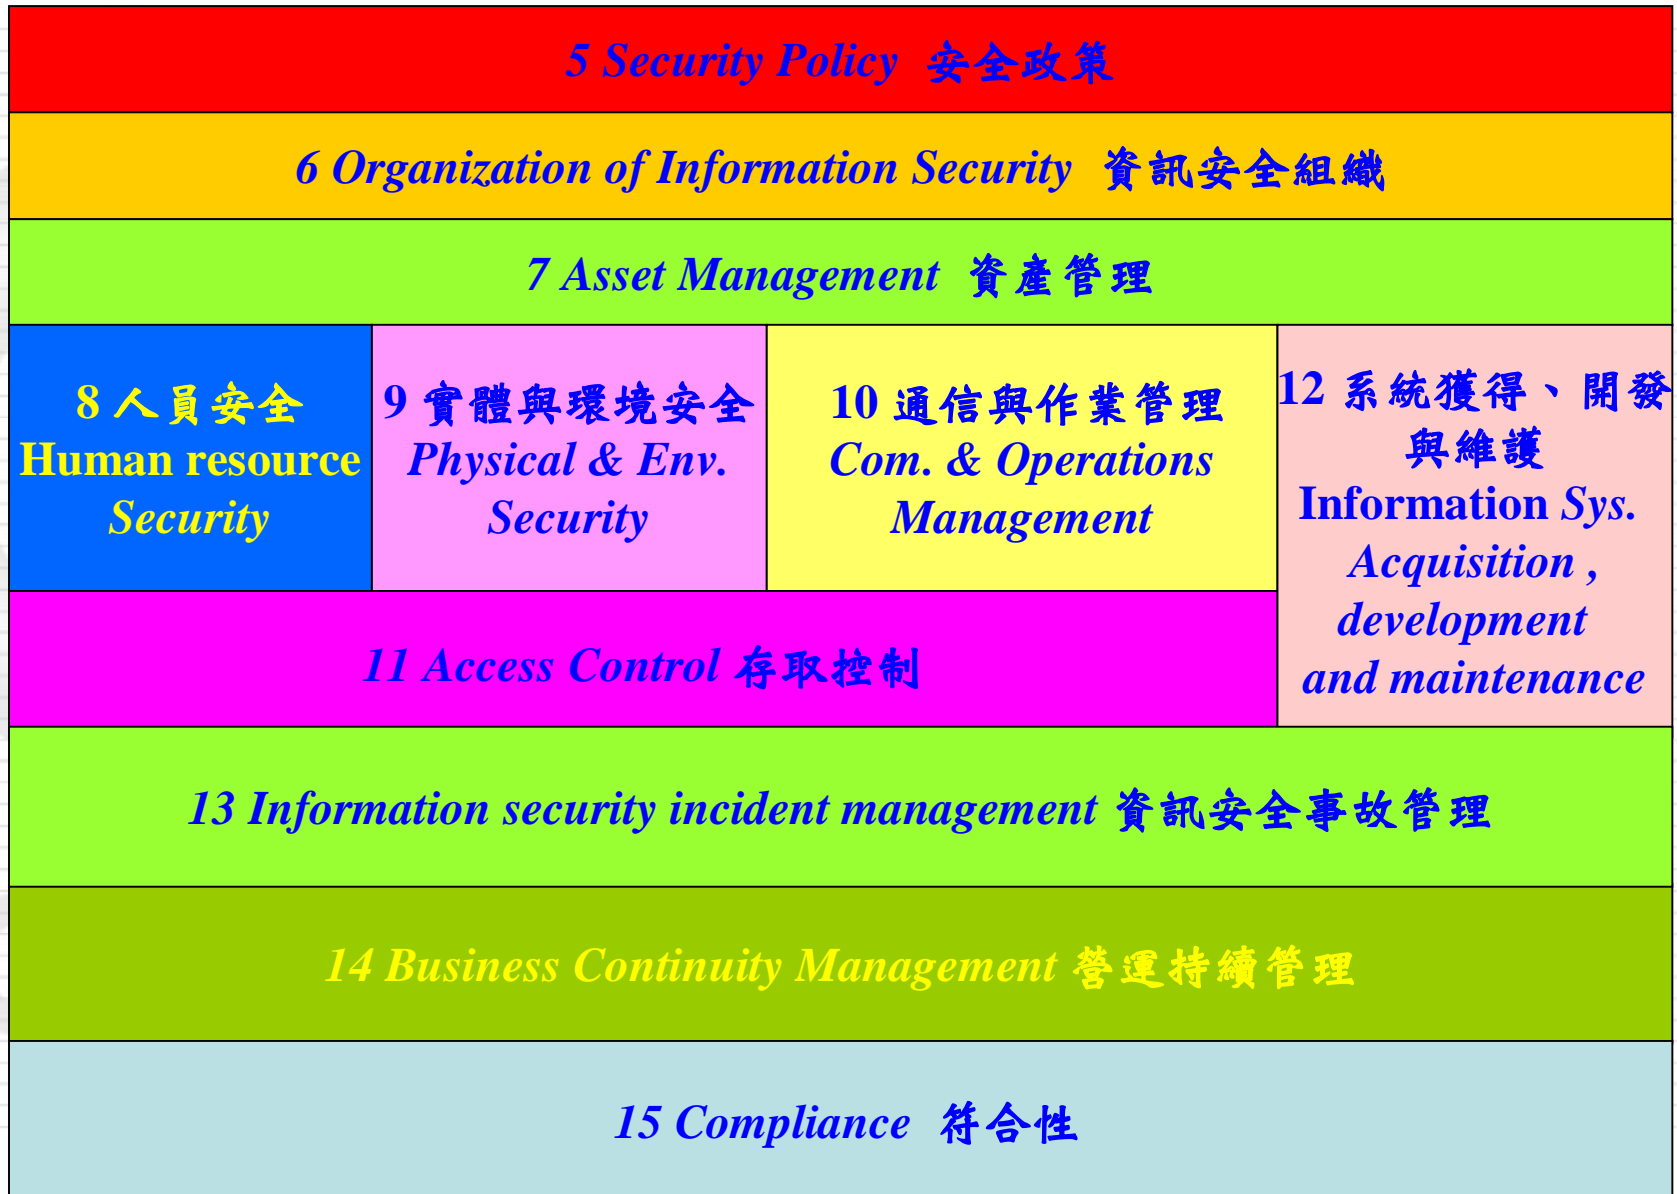 5 Security Policy 安全政策
6 Organization of Information Security 資訊安全組織
7 Asset Management 資產管理
8 人員安全
Human resource
Security
9 實體與環境安全
Physical & Env.
Security
10 通信與作業管理
Com. & Operations
Management
12 系統獲得、開發
與維護
Information Sys.
Acquisition ,
development
and maintenance
11 Access Control 存取控制
13 Information security incident management 資訊安全事故管理
14 Business Continuity Management 營運持續管理
15 Compliance 符合性